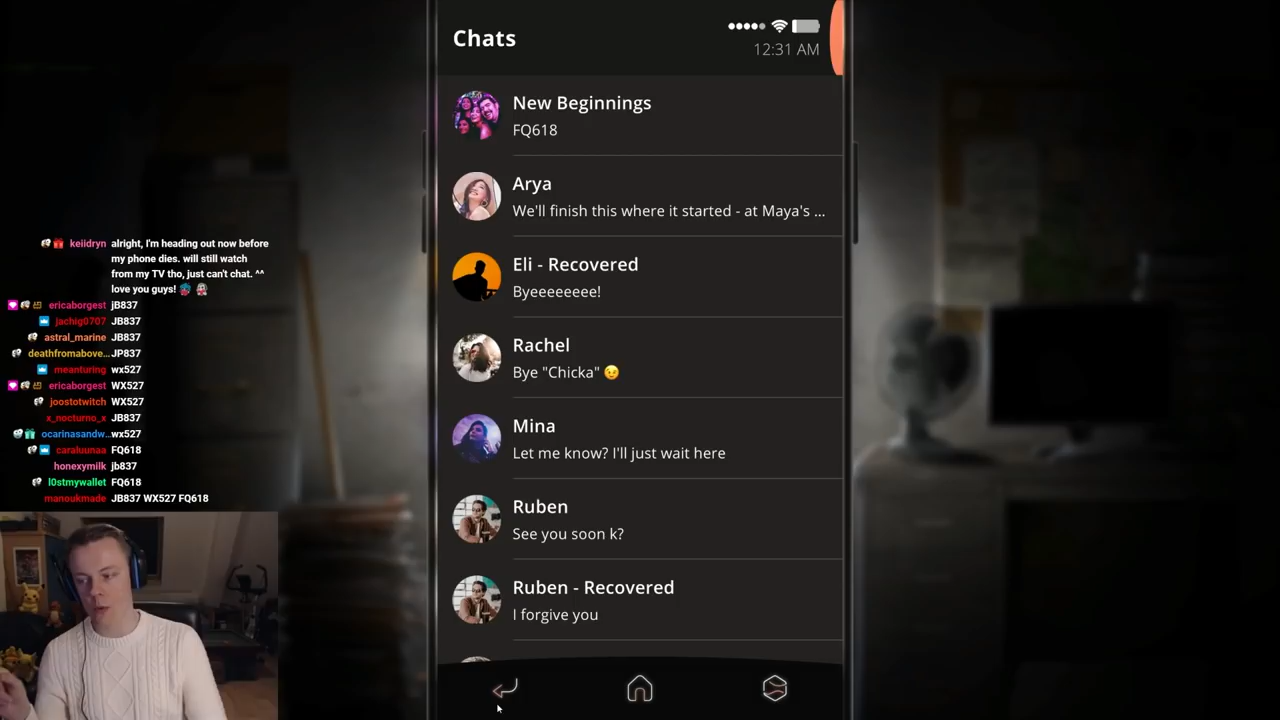 Chats
12:31 AM
New Beginnings
FQ618
Arya
We'll finish this where it started - at Maya's ...
Eli - Recovered
Byeeeeeeee!
Rachel
Bye "Chicka" 😉
Mina
Let me know? I'll just wait here
Ruben
See you soon k?
Ruben - Recovered
I forgive you
keiidryn alright, I'm heading out now before
my phone dies. will still watch
from my TV tho, just can't chat. ^^
love you guys!
ericaborgest jB837
jachig0707 JB837
astral_marine JB837
deathfromabove... JP837
meanturing wx527
ericaborgest WX527
joostotwitch WX527
x_nocturno_x JB837
ocarinasandw... wx527
caraluunaa FQ618
honexymilk jb837
l0stmywallet FQ618
manoukmade JB837 WX527 FQ618